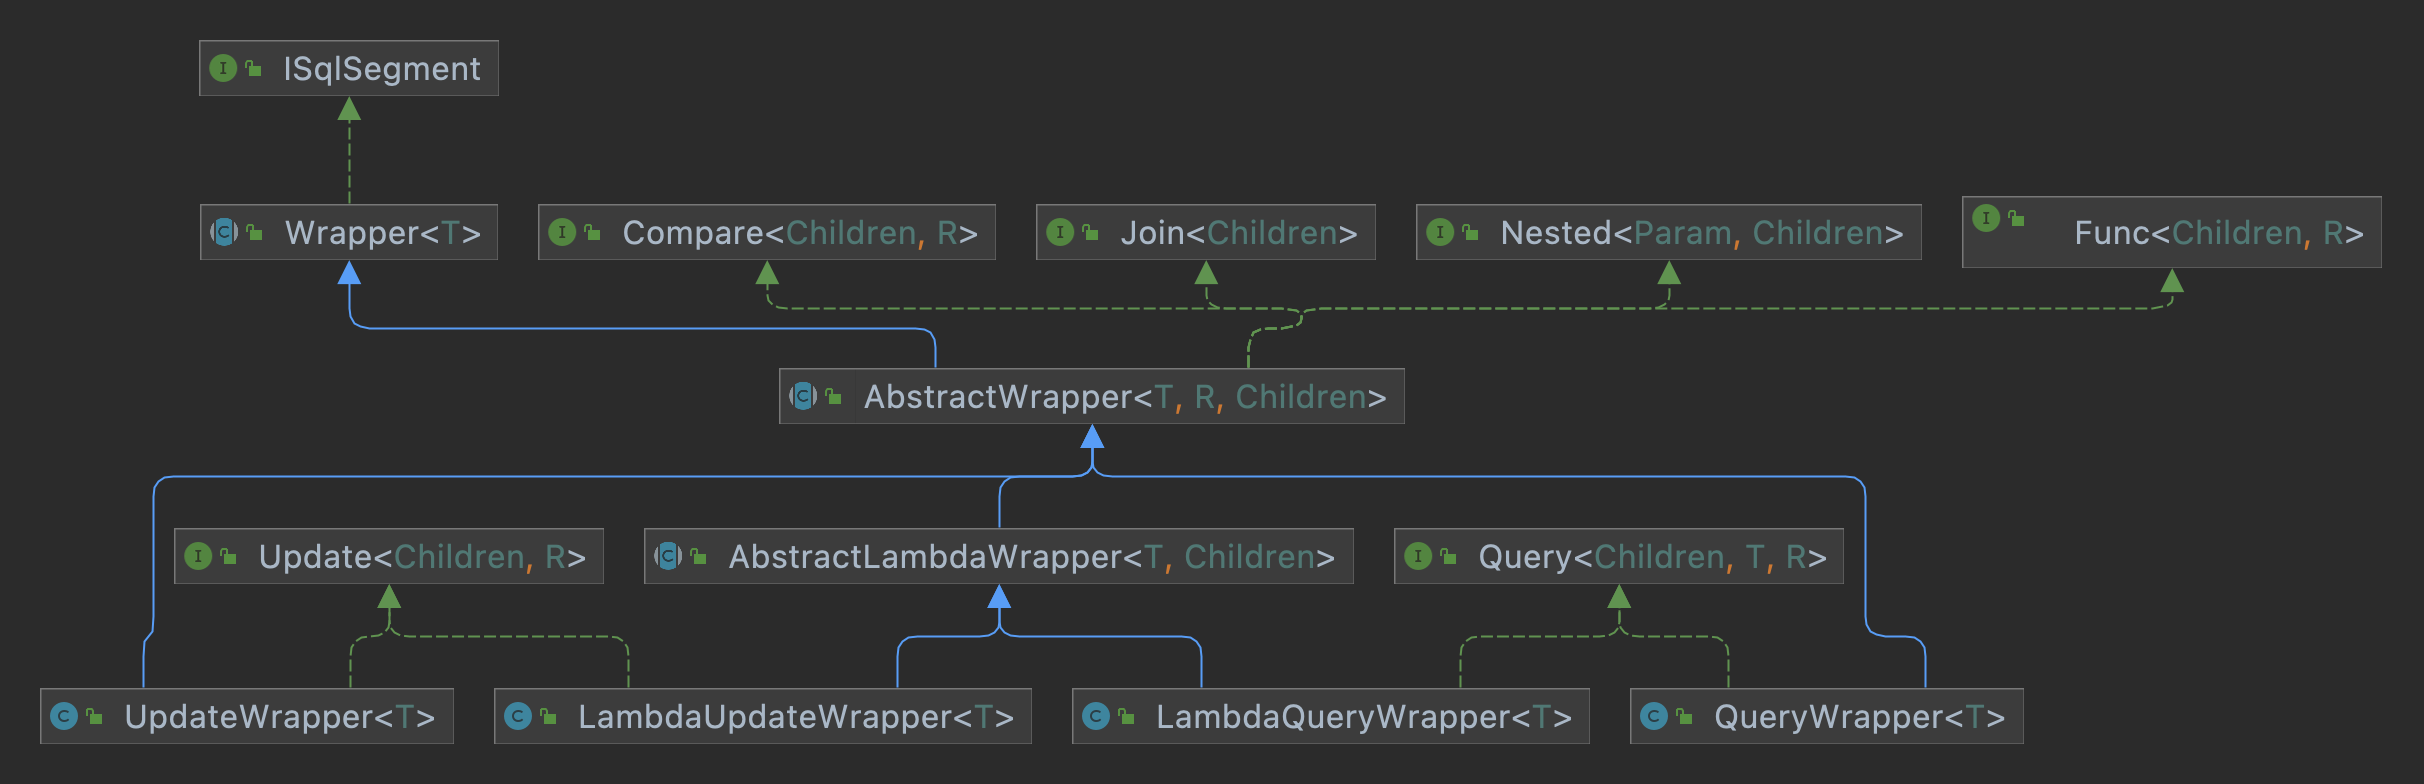 ISqlSegment
Wrapper<T>
Compare<Children, R>
Join<Children>
Nested<Param, Children>
Func<Children, R>
AbstractWrapper<T, R, Children>
Update<Children, R>
AbstractLambdaWrapper<T, Children>
Query<Children, T, R>
UpdateWrapper<T>
LambdaUpdateWrapper<T>
LambdaQueryWrapper<T>
QueryWrapper<T>